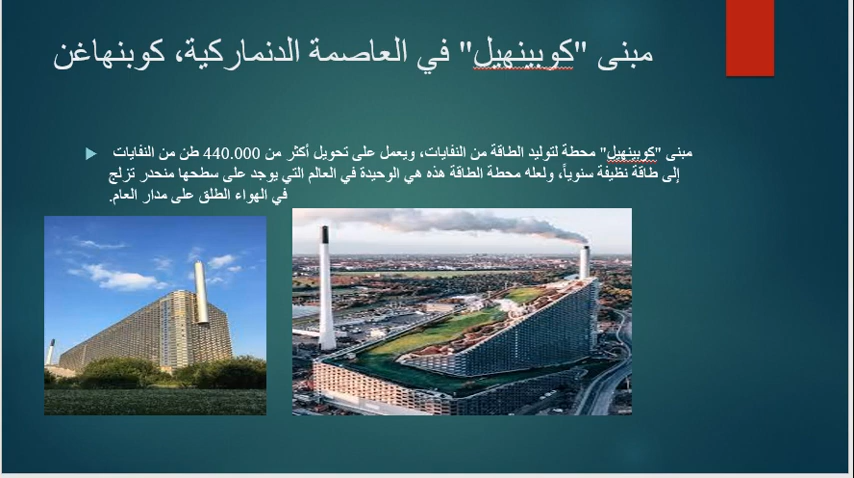 مبنى "كوبينهيل" في العاصمة الدنماركية، كوبنهاغن
مبنى "كوبينهيل" محطة لتوليد الطاقة من النفايات، ويعمل على تحويل أكثر من 440.000 طن من النفايات
إلى طاقة نظيفة سنوياً، ولعله محطة الطاقة هذه هي الوحيدة في العالم التي يوجد على سطحها منحدر تزلج
في الهواء الطلق على مدار العام.